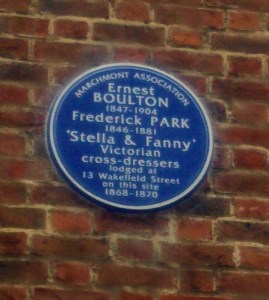 MARCHMONT ASSOCIATION
Ernest
BOULTON
1847-1904
Frederick PARK
1846-1881
'Stella & Fanny'
Victorian
cross-dressers
lodged at
13 Wakefield Street
on this site
1868-1870